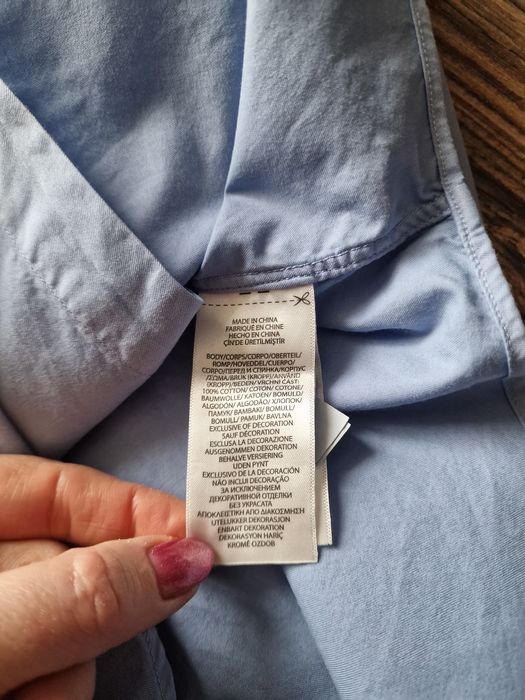 MADE IN CHINA
FABRIQUÉ EN CHINE
HECHO EN CHINA
ÇİN'DE ÜRETİLMİŞTİR
BODY/CORPS/CORPO/OBERTEIL/
ROMP/HOVEDDEL/CUERPO/
CORPO/ПЕРЕД И СПИНКА/КОРПУС
/ΣΩΜΑ/BUK (KROPP)/ANVÄND
(KROPP)/BEDEN/VRCHNÍ ČÁST:
100% COTTON/ COTON/ COTONE/
BAUMWOLLE/ KATOEN/ BOMULD/
ALGODÓN/ ALGODÃO/ ХЛОПОК/
ПАМУК/ ΒΑΜΒΑΚΙ/ BOMULL/
BOMULL/ PAMUK/ BAVLNA
EXCLUSIVE OF DECORATION
SAUF DÉCORATION
ESCLUSA LA DECORAZIONE
AUSGENOMMEN DEKORATION
BEHALVE VERSIERING
UDEN PYNT
EXCLUSIVO DE LA DECORACIÓN
NÃO INCLUI DECORAÇÃO
ЗА ИСКЛЮЧЕНИЕМ
ДЕКОРАТИВНОЙ ОТДЕЛКИ
БЕЗ УКРАСАТА
ΑΠΟΚΛΕΙΣΤΙΚΗ ΑΠΟ ΔΙΑΚΟΣΜΗΣΗ
UTELUKKER DEKORASJON
ENBART DEKORATION
DEKORASYON HARİÇ
KROMĚ OZDOB